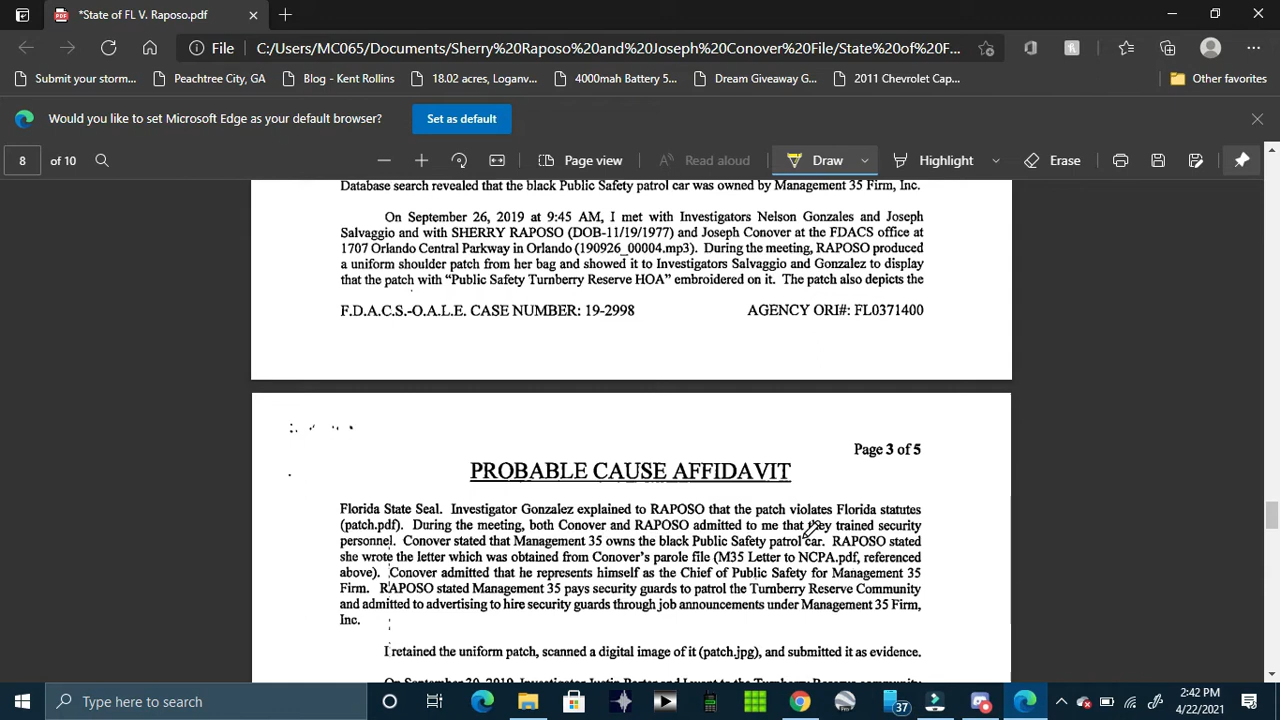 *State of FL V. Raposo.pdf
File C:/Users/MC065/Documents/Sherry%20Raposo%20and%20Joseph%20Conover%20File/State%20of%20F...
Submit your storm... Peachtree City, GA Blog - Kent Rollins 18.02 acres, Loganv... 4000mah Battery 5... Dream Giveaway G... 2011 Chevrolet Cap... Other favorites
Would you like to set Microsoft Edge as your default browser? Set as default
8 of 10 Page view Read aloud Draw Highlight Erase
Database search revealed that the black Public Safety patrol car was owned by Management 35 Firm, Inc.
On September 26, 2019 at 9:45 AM, I met with Investigators Nelson Gonzales and Joseph
Salvaggio and with SHERRY RAPOSO (DOB-11/19/1977) and Joseph Conover at the FDACS office at
1707 Orlando Central Parkway in Orlando (190926_00004.mp3). During the meeting, RAPOSO produced
a uniform shoulder patch from her bag and showed it to Investigators Salvaggio and Gonzalez to display
that the patch with “Public Safety Turnberry Reserve HOA” embroidered on it. The patch also depicts the
F.D.A.C.S.-O.A.L.E. CASE NUMBER: 19-2998 AGENCY ORI#: FL0371400
Page 3 of 5
PROBABLE CAUSE AFFIDAVIT
Florida State Seal. Investigator Gonzalez explained to RAPOSO that the patch violates Florida statutes
(patch.pdf). During the meeting, both Conover and RAPOSO admitted to me that they trained security
personnel. Conover stated that Management 35 owns the black Public Safety patrol car. RAPOSO stated
she wrote the letter which was obtained from Conover's parole file (M35 Letter to NCPA.pdf, referenced
above). Conover admitted that he represents himself as the Chief of Public Safety for Management 35
Firm. RAPOSO stated Management 35 pays security guards to patrol the Turnberry Reserve Community
and admitted to advertising to hire security guards through job announcements under Management 35 Firm,
Inc.
I retained the uniform patch, scanned a digital image of it (patch.jpg), and submitted it as evidence.
On September 30, 2019, Investigator Justin Porter and I went to the Turnberry Reserve community
Type here to search
37
2:42 PM
4/22/2021